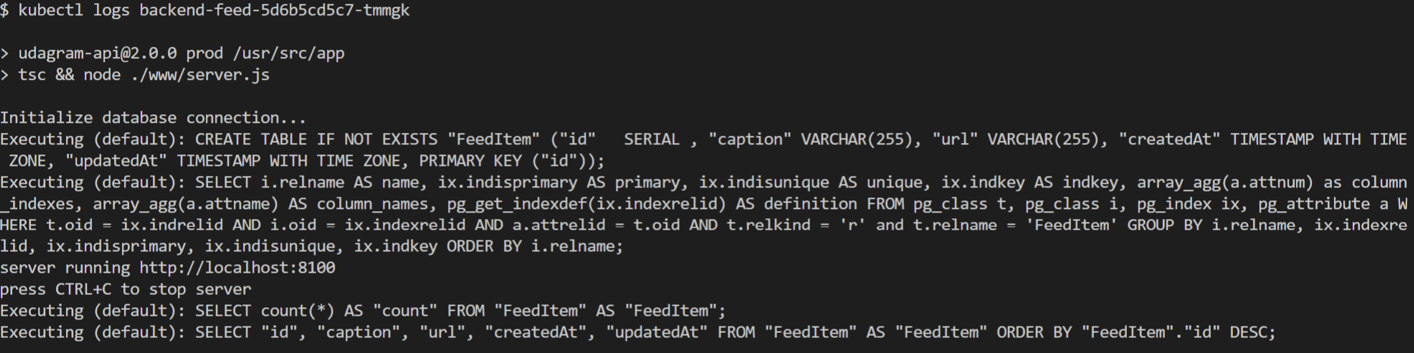 $ kubectl logs backend-feed-5d6b5cd5c7-tmmgk
> udagram-api@2.0.0 prod /usr/src/app
> tsc && node ./www/server.js
Initialize database connection...
Executing (default): CREATE TABLE IF NOT EXISTS "FeedItem" ("id"   SERIAL , "caption" VARCHAR(255), "url" VARCHAR(255), "createdAt" TIMESTAMP WITH TIME
 ZONE, "updatedAt" TIMESTAMP WITH TIME ZONE, PRIMARY KEY ("id"));
Executing (default): SELECT i.relname AS name, ix.indisprimary AS primary, ix.indisunique AS unique, ix.indkey AS indkey, array_agg(a.attnum) as column
_indexes, array_agg(a.attname) AS column_names, pg_get_indexdef(ix.indexrelid) AS definition FROM pg_class t, pg_class i, pg_index ix, pg_attribute a W
HERE t.oid = ix.indrelid AND i.oid = ix.indexrelid AND a.attrelid = t.oid AND t.relkind = 'r' and t.relname = 'FeedItem' GROUP BY i.relname, ix.indexre
lid, ix.indisprimary, ix.indisunique, ix.indkey ORDER BY i.relname;
server running http://localhost:8100
press CTRL+C to stop server
Executing (default): SELECT count(*) AS "count" FROM "FeedItem" AS "FeedItem";
Executing (default): SELECT "id", "caption", "url", "createdAt", "updatedAt" FROM "FeedItem" AS "FeedItem" ORDER BY "FeedItem"."id" DESC;